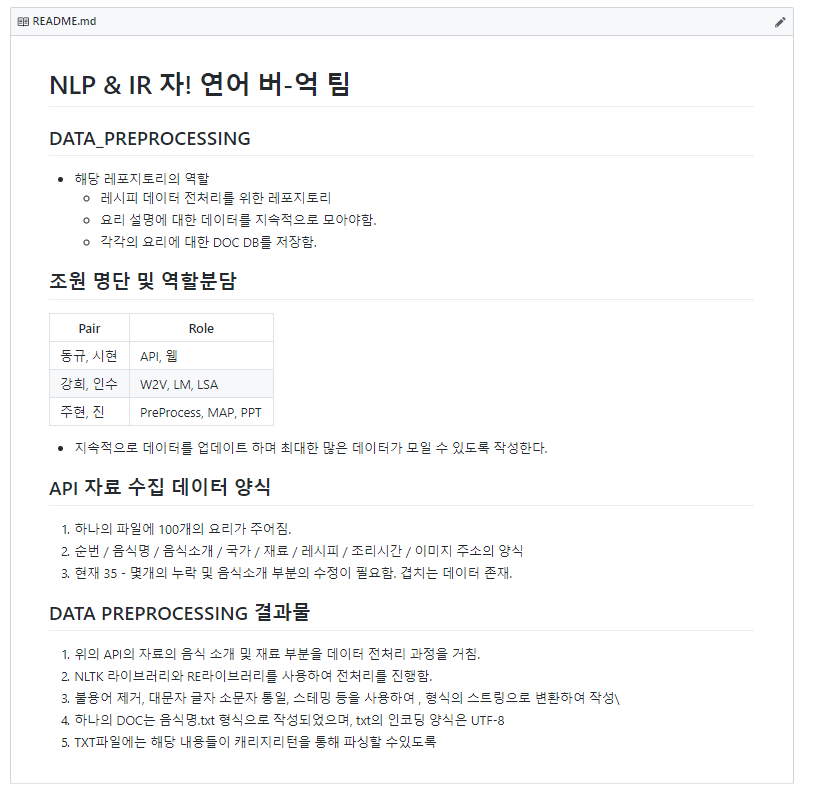 README.md
NLP & IR 자! 연어 버-억 팀
DATA_PREPROCESSING
해당 레포지토리의 역할
레시피 데이터 전처리를 위한 레포지토리
요리 설명에 대한 데이터를 지속적으로 모아야함.
각각의 요리에 대한 DOC DB를 저장함.
조원 명단 및 역할분담
Pair Role
동규, 시현 API, 웹
강희, 인수 W2V, LM, LSA
주현, 진 PreProcess, MAP, PPT
지속적으로 데이터를 업데이트 하며 최대한 많은 데이터가 모일 수 있도록 작성한다.
API 자료 수집 데이터 양식
1. 하나의 파일에 100개의 요리가 주어짐.
2. 순번 / 음식명 / 음식소개 / 국가 / 재료 / 레시피 / 조리시간 / 이미지 주소의 양식
3. 현재 35 - 몇개의 누락 및 음식소개 부분의 수정이 필요함. 겹치는 데이터 존재.
DATA PREPROCESSING 결과물
1. 위의 API의 자료의 음식 소개 및 재료 부분을 데이터 전처리 과정을 거침.
2. NLTK 라이브러리와 RE라이브러리를 사용하여 전처리를 진행함.
3. 불용어 제거, 대문자 글자 소문자 통일, 스테밍 등을 사용하여 , 형식의 스트링으로 변환하여 작성\
4. 하나의 DOC는 음식명.txt 형식으로 작성되었으며, txt의 인코딩 양식은 UTF-8
5. TXT파일에는 해당 내용들이 캐리지리턴을 통해 파싱할 수있도록